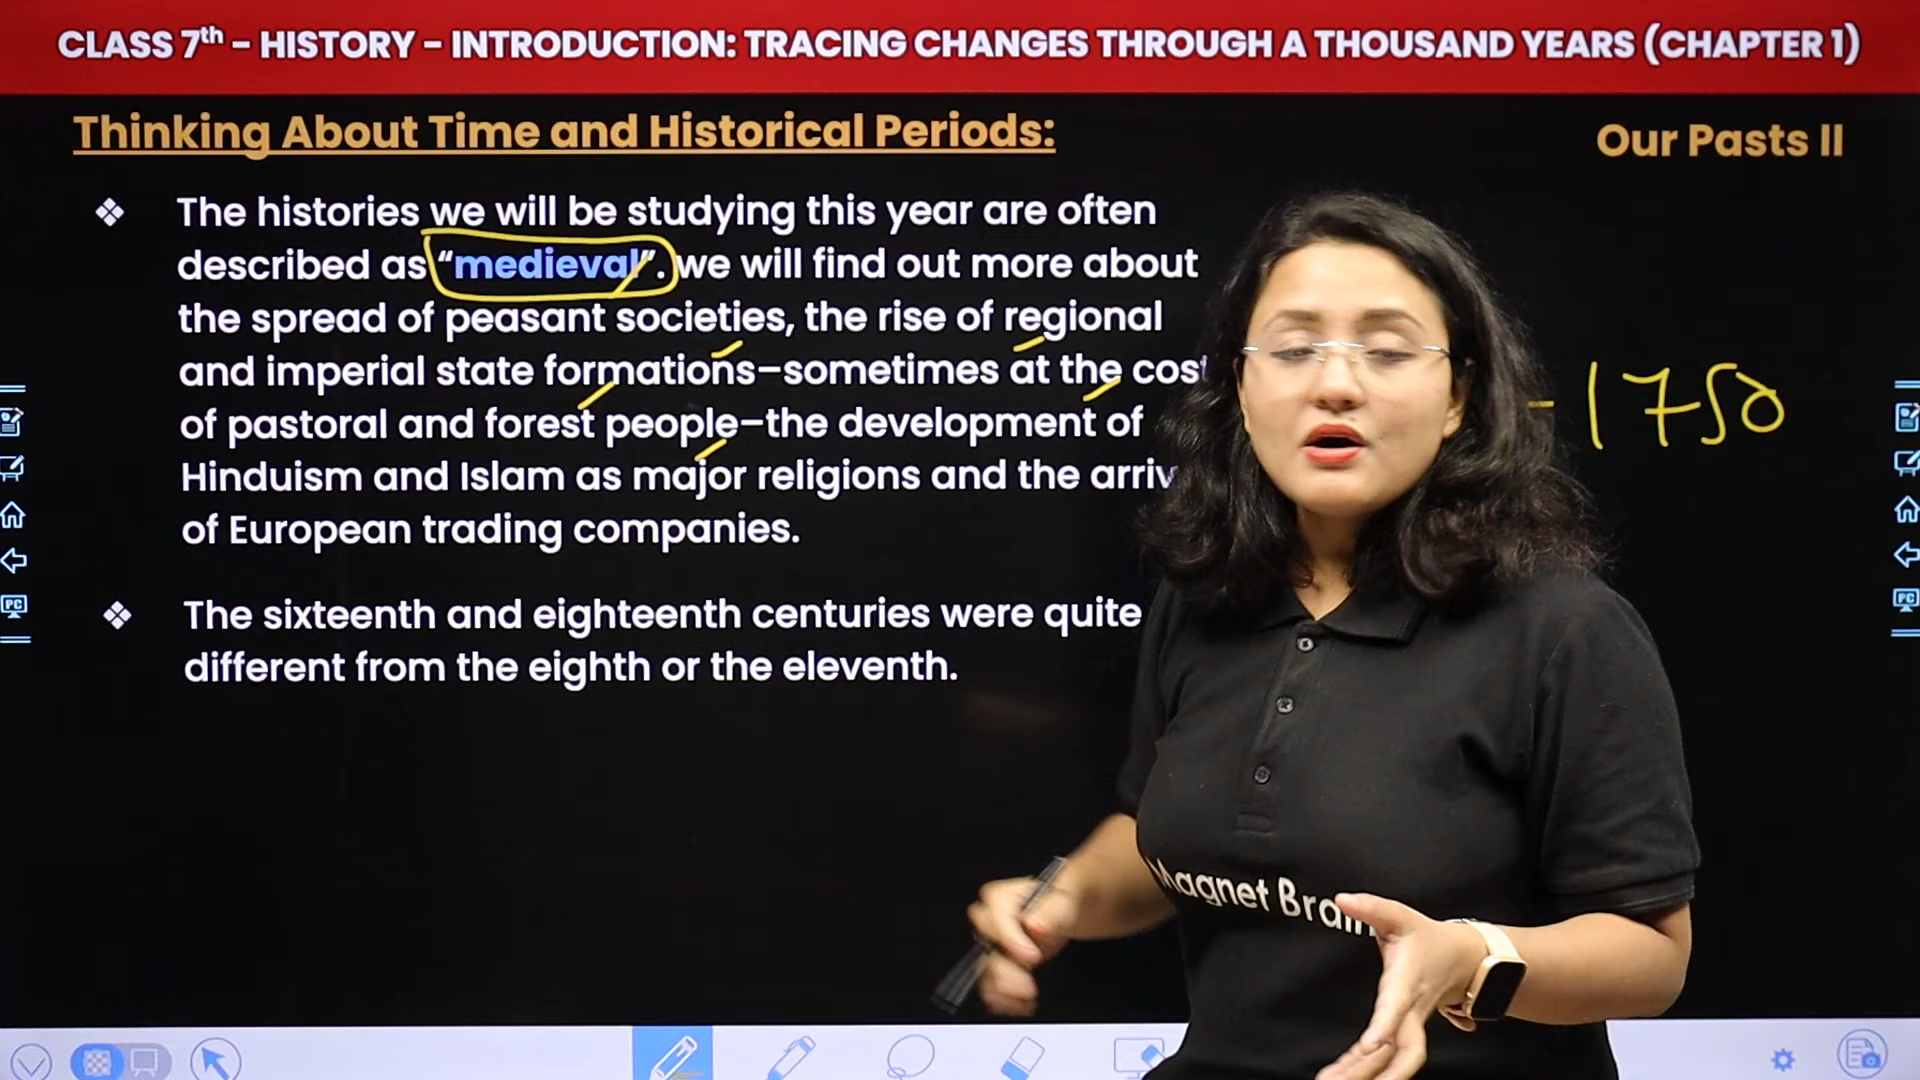 CLASS 7th – HISTORY – INTRODUCTION: TRACING CHANGES THROUGH A THOUSAND YEARS (CHAPTER 1)
Thinking About Time and Historical Periods:
Our Pasts II
❖ The histories we will be studying this year are often
described as “medieval”. we will find out more about
the spread of peasant societies, the rise of regional
and imperial state formations–sometimes at the cost
of pastoral and forest people–the development of
Hinduism and Islam as major religions and the
of European trading companies.
- 1750
❖ The sixteenth and eighteenth centuries were quite
different from the eighth or the eleventh.
Magnet Brain
PC
PC